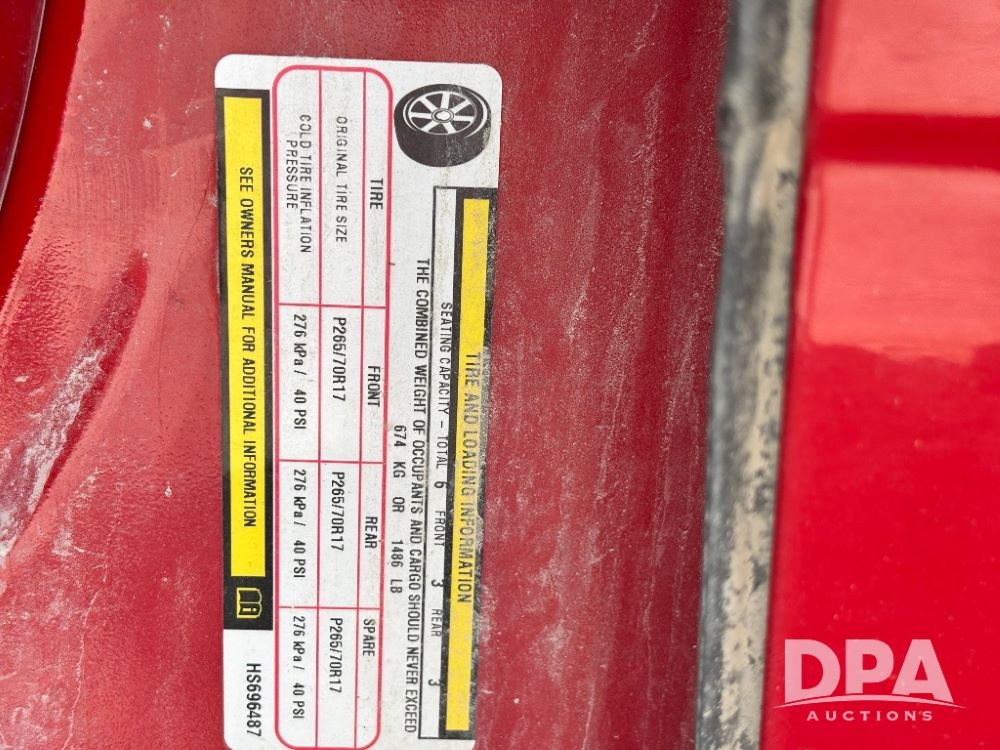 TIRE AND LOADING INFORMATION
SEATING CAPACITY - TOTAL 6 FRONT 3 REAR 3
THE COMBINED WEIGHT OF OCCUPANTS AND CARGO SHOULD NEVER EXCEED
674 KG OR 1486 LB
TIRE FRONT REAR SPARE
ORIGINAL TIRE SIZE P265/70R17 P265/70R17 P265/70R17
COLD TIRE INFLATION 276 kPa/ 40 PSI 276 kPa/ 40 PSI 276 kPa/ 40 PSI
PRESSURE
SEE OWNERS MANUAL FOR ADDITIONAL INFORMATION
HS696487
DPA
AUCTIONS